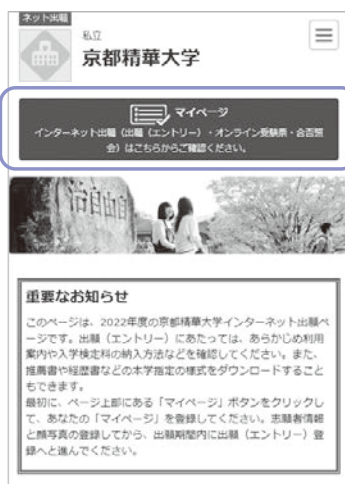 ネット出願
私立
京都精華大学
マイページ
インターネット出願（出願（エントリー）・オンライン受験票・合否照
会）はこちらからご確認ください。
自由自治
重要なお知らせ
このページは、2022年度の京都精華大学インターネット出願ペ
ージです。出願（エントリー）にあたっては、あらかじめ利用
案内や入学検定料の納入方法などを確認してください。また、
推薦書や経歴書などの本学指定の様式をダウンロードすること
もできます。
最初に、ページ上部にある「マイページ」ボタンをクリックし
て、あなたの「マイページ」を登録してください。志願者情報
と顔写真の登録してから、出願期間内に出願（エントリー）登
録へと進んでください。